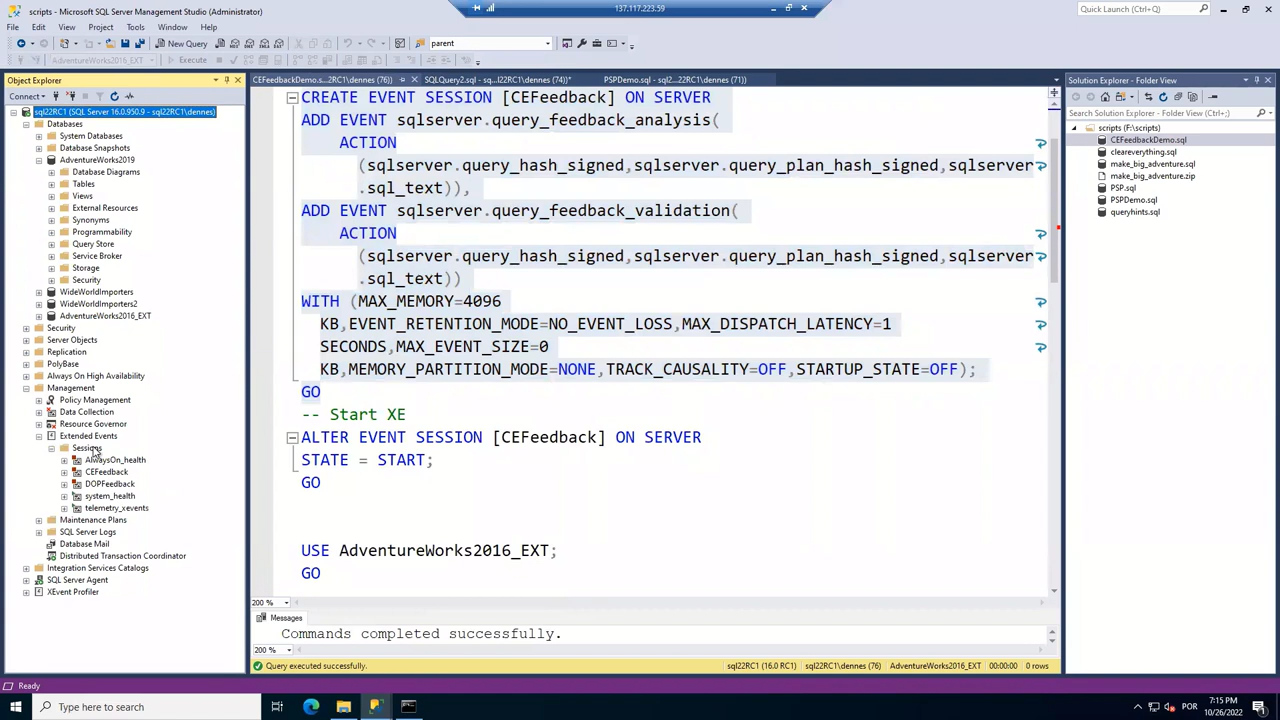 scripts - Microsoft SQL Server Management Studio (Administrator)
137.117.223.59
Quick Launch (Ctrl+Q)
File Edit View Project Tools Window Help
New Query
parent
AdventureWorks2016_EXT
Execute
Object Explorer
CEFeedbackDemo.s...2RC1\dennes (76))
SQLQuery2.sql - sq...2RC1\dennes (74))*
PSPDemo.sql - sql2...22RC1\dennes (71))
Solution Explorer - Folder View
Connect
sql22RC1 (SQL Server 16.0.950.9 - sql22RC1\dennes)
Databases
System Databases
Database Snapshots
AdventureWorks2019
Database Diagrams
Tables
Views
External Resources
Synonyms
Programmability
Query Store
Service Broker
Storage
Security
WideWorldImporters
WideWorldImporters2
AdventureWorks2016_EXT
Security
Server Objects
Replication
PolyBase
Always On High Availability
Management
Policy Management
Data Collection
Resource Governor
Extended Events
Sessions
AlwaysOn_health
CEFeedback
DOPFeedback
system_health
telemetry_xevents
Maintenance Plans
SQL Server Logs
Database Mail
Distributed Transaction Coordinator
Integration Services Catalogs
SQL Server Agent
XEvent Profiler
CREATE EVENT SESSION [CEFeedback] ON SERVER
ADD EVENT sqlserver.query_feedback_analysis(
ACTION
(sqlserver.query_hash_signed,sqlserver.query_plan_hash_signed,sqlserver
.sql_text)),
ADD EVENT sqlserver.query_feedback_validation(
ACTION
(sqlserver.query_hash_signed,sqlserver.query_plan_hash_signed,sqlserver
.sql_text))
WITH (MAX_MEMORY=4096
KB,EVENT_RETENTION_MODE=NO_EVENT_LOSS,MAX_DISPATCH_LATENCY=1
SECONDS,MAX_EVENT_SIZE=0
KB,MEMORY_PARTITION_MODE=NONE,TRACK_CAUSALITY=OFF,STARTUP_STATE=OFF);
GO
-- Start XE
ALTER EVENT SESSION [CEFeedback] ON SERVER
STATE = START;
GO
USE AdventureWorks2016_EXT;
GO
200 %
Messages
Commands completed successfully.
200 %
Query executed successfully.
sql22RC1 (16.0 RC1)
sql22RC1\dennes (76)
AdventureWorks2016_EXT
00:00:00
0 rows
Search Solution Explorer - Folder View (Ctrl+;)
scripts (F:\scripts)
CEFeedbackDemo.sql
cleareverything.sql
make_big_adventure.sql
make_big_adventure.zip
PSP.sql
PSPDemo.sql
queryhints.sql
Ready
Type here to search
POR
7:15 PM
10/26/2022
1